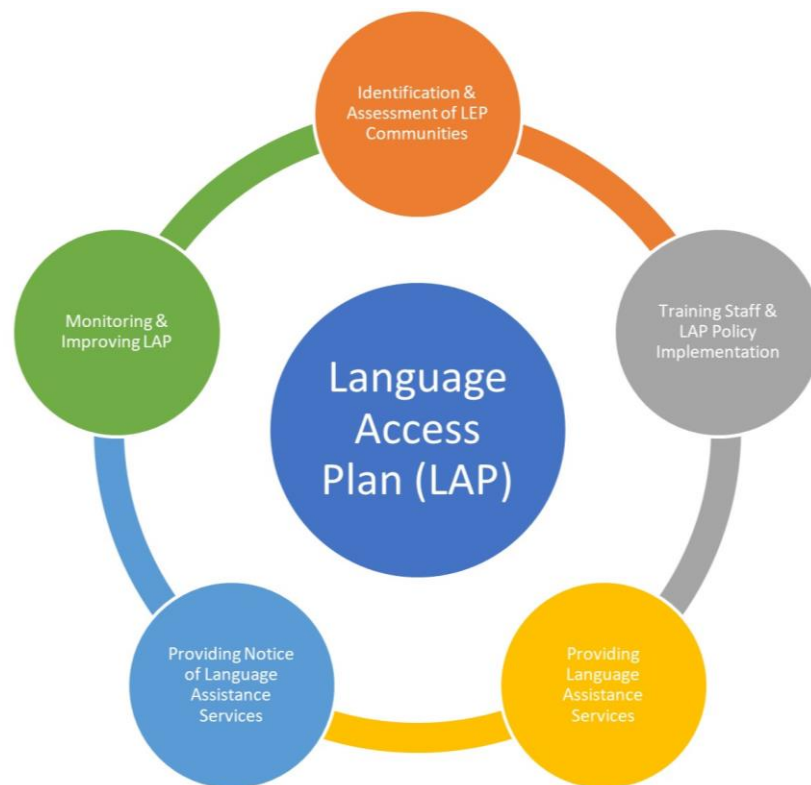 Identification &
Assessment of LEP
Communities
Training Staff &
LAP Policy
Implementation
Providing
Language
Assistance
Services
Providing Notice
of Language
Assistance
Services
Monitoring &
Improving LAP
Language
Access
Plan (LAP)